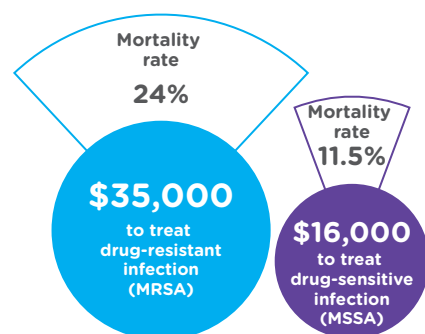 Mortality
rate
24%
$35,000
to treat
drug-resistant
infection
(MRSA)
Mortality
rate
11.5%
$16,000
to treat
drug-sensitive
infection
(MSSA)